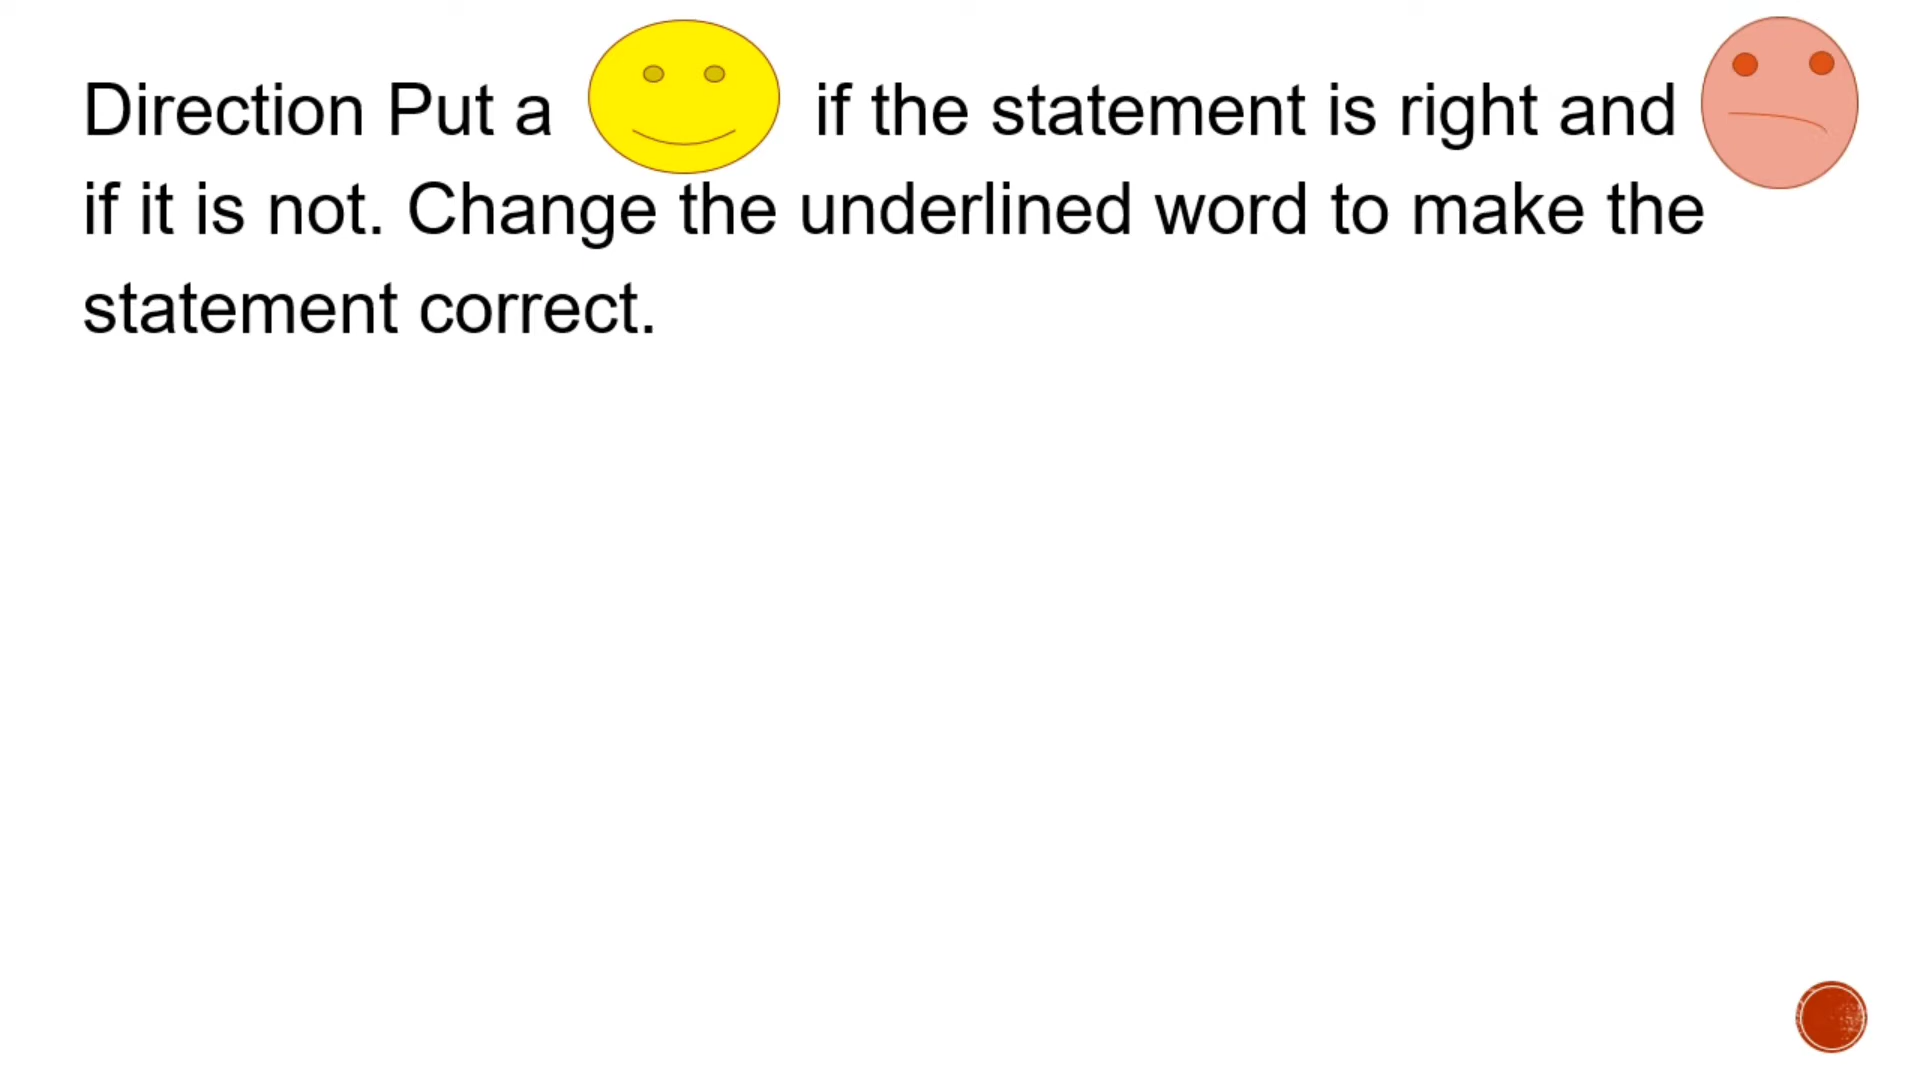 Direction Put a if the statement is right and
if it is not. Change the underlined word to make the
statement correct.